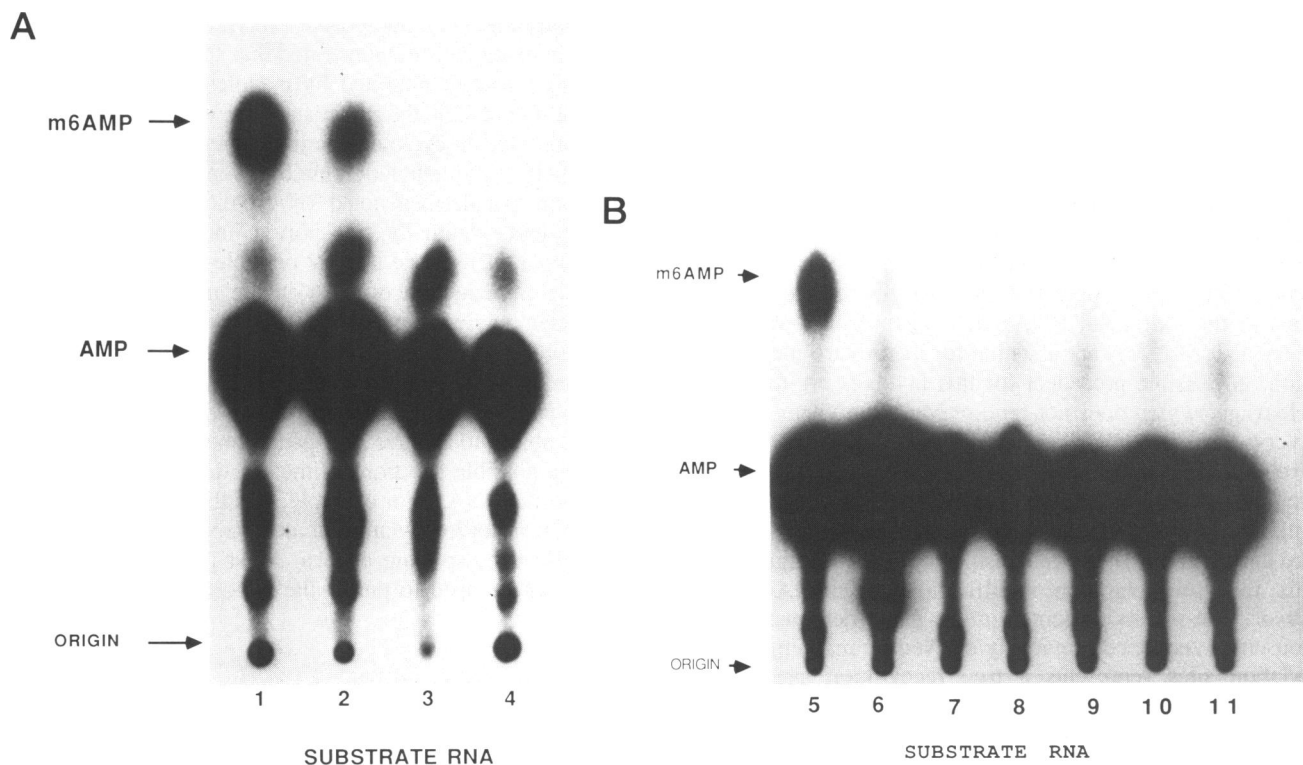 A
m6AMP
AMP
ORIGIN
1 2 3 4
SUBSTRATE RNA
B
m6AMP
AMP
ORIGIN
5 6 7 8 9 10 11
SUBSTRATE RNA